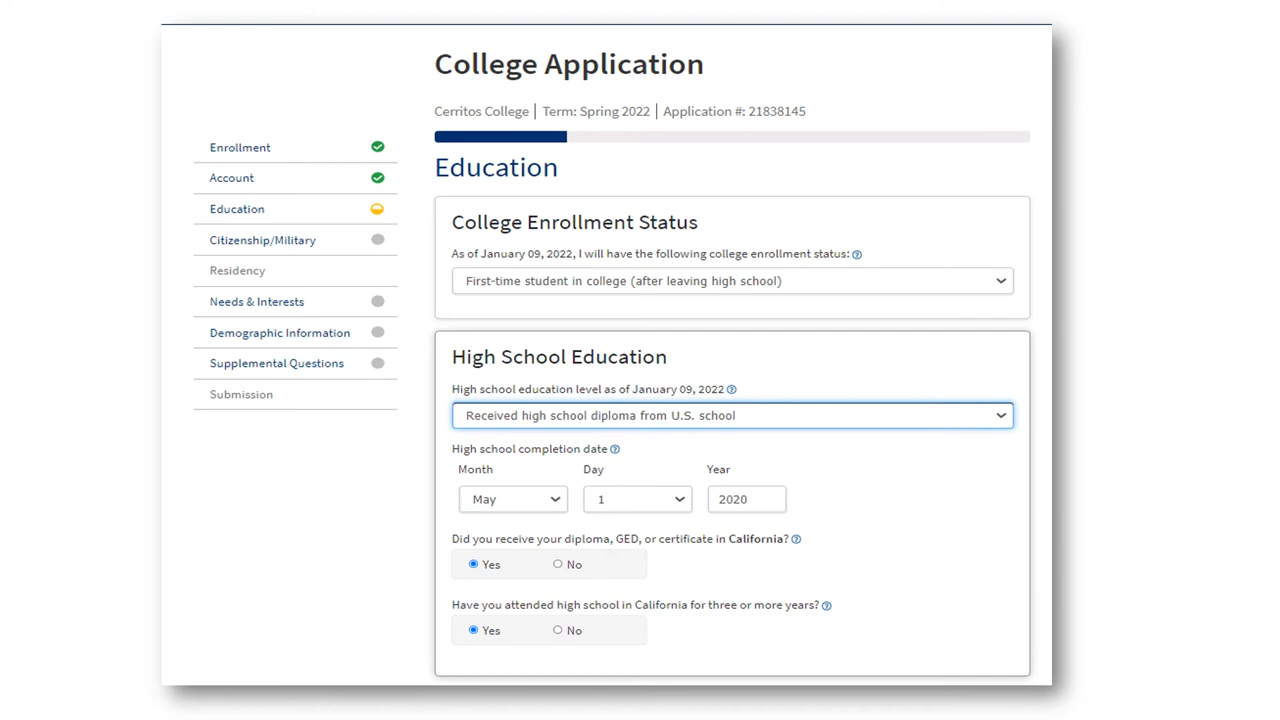 College Application
Cerritos College | Term: Spring 2022 | Application #: 21838145
Enrollment
Account
Education
Citizenship/Military
Residency
Needs & Interests
Demographic Information
Supplemental Questions
Submission
Education
College Enrollment Status
As of January 09, 2022, I will have the following college enrollment status:
First-time student in college (after leaving high school)
High School Education
High school education level as of January 09, 2022
Received high school diploma from U.S. school
High school completion date
Month Day Year
May 1 2020
Did you receive your diploma, GED, or certificate in California?
Yes No
Have you attended high school in California for three or more years?
Yes No